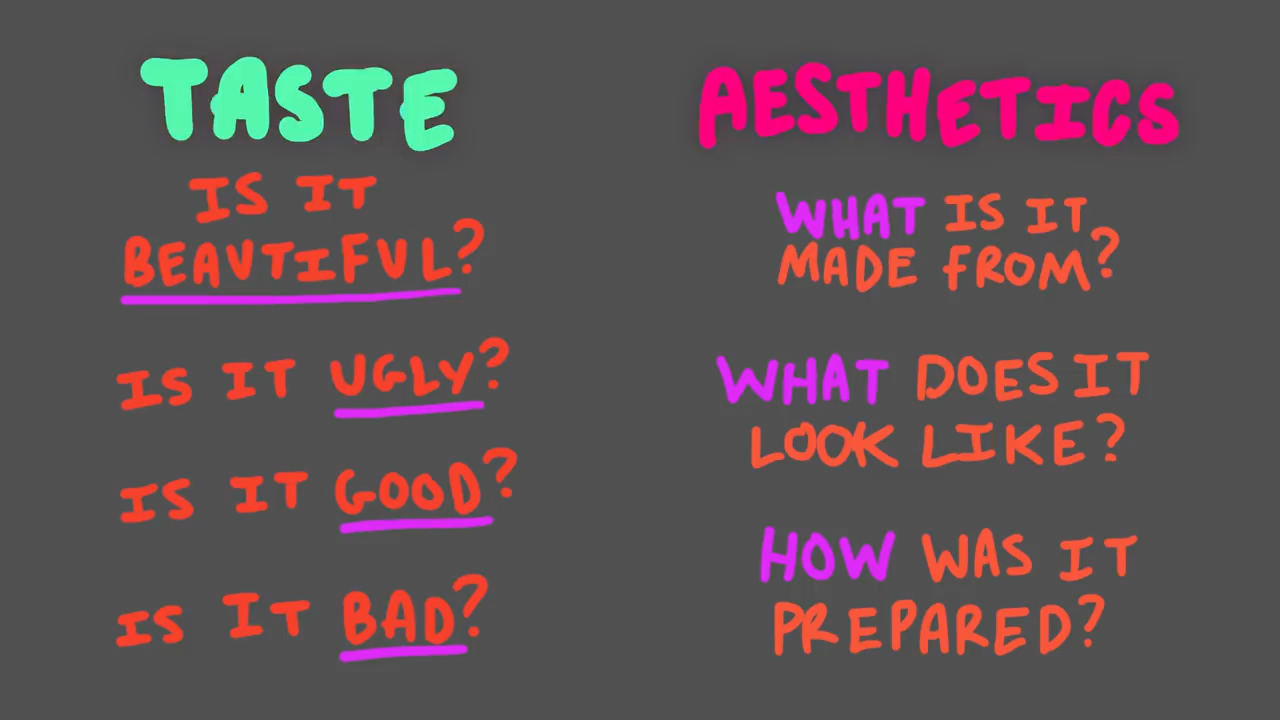 TASTE
IS IT
BEAUTIFUL?
IS IT UGLY?
IS IT GOOD?
IS IT BAD?
AESTHETICS
WHAT IS IT
MADE FROM?
WHAT DOES IT
LOOK LIKE?
HOW WAS IT
PREPARED?